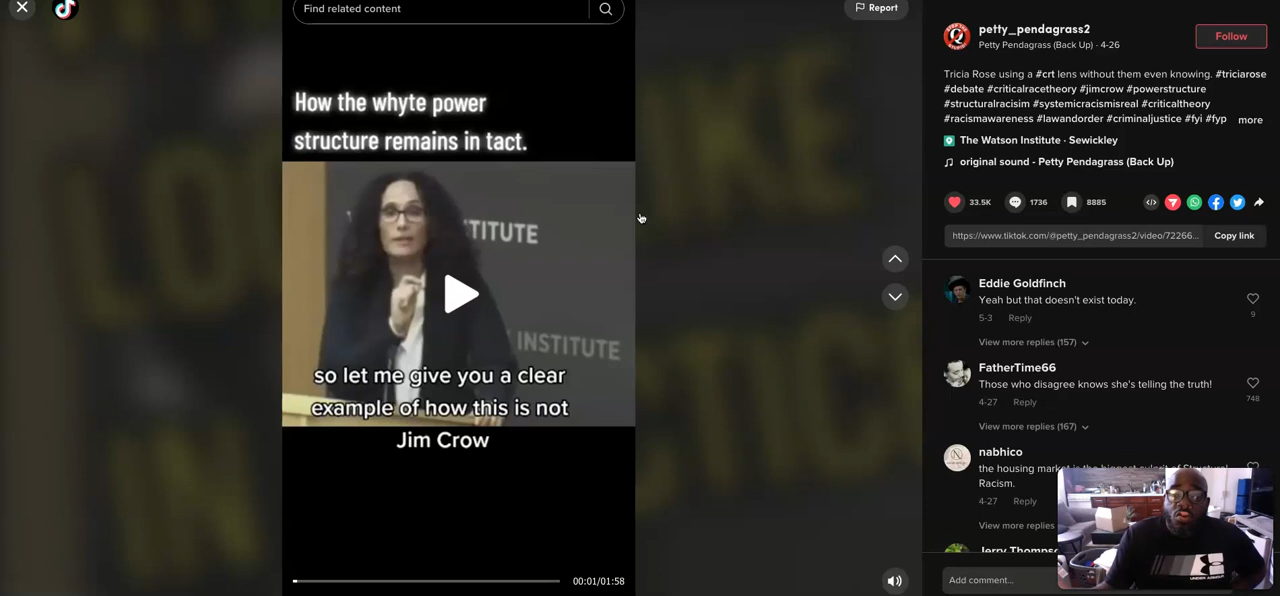 Find related content
Report
How the whyte power
structure remains in tact.
TITUTE
INSTITUTE
so let me give you a clear
example of how this is not
Jim Crow
00:01/01:58
petty_pendagrass2
Petty Pendagrass (Back Up) · 4-26
Follow
Tricia Rose using a #crt lens without them even knowing. #triciarose
#debate #criticalracetheory #jimcrow #powerstructure
#structuralracisim #systemicracismisreal #criticaltheory
#racismawareness #lawandorder #criminaljustice #fyi #fyp more
The Watson Institute · Sewickley
original sound - Petty Pendagrass (Back Up)
33.5K 1736 8885
https://www.tiktok.com/@petty_pendagrass2/video/72266... Copy link
Eddie Goldfinch
Yeah but that doesn't exist today.
5-3 Reply
9
View more replies (157)
FatherTime66
Those who disagree knows she's telling the truth!
4-27 Reply
748
View more replies (167)
nabhico
the housing market is the biggest culprit of Structural
Racism.
4-27 Reply
View more replies
Jerry Thompso
Add comment...
UNDER ARMOUR